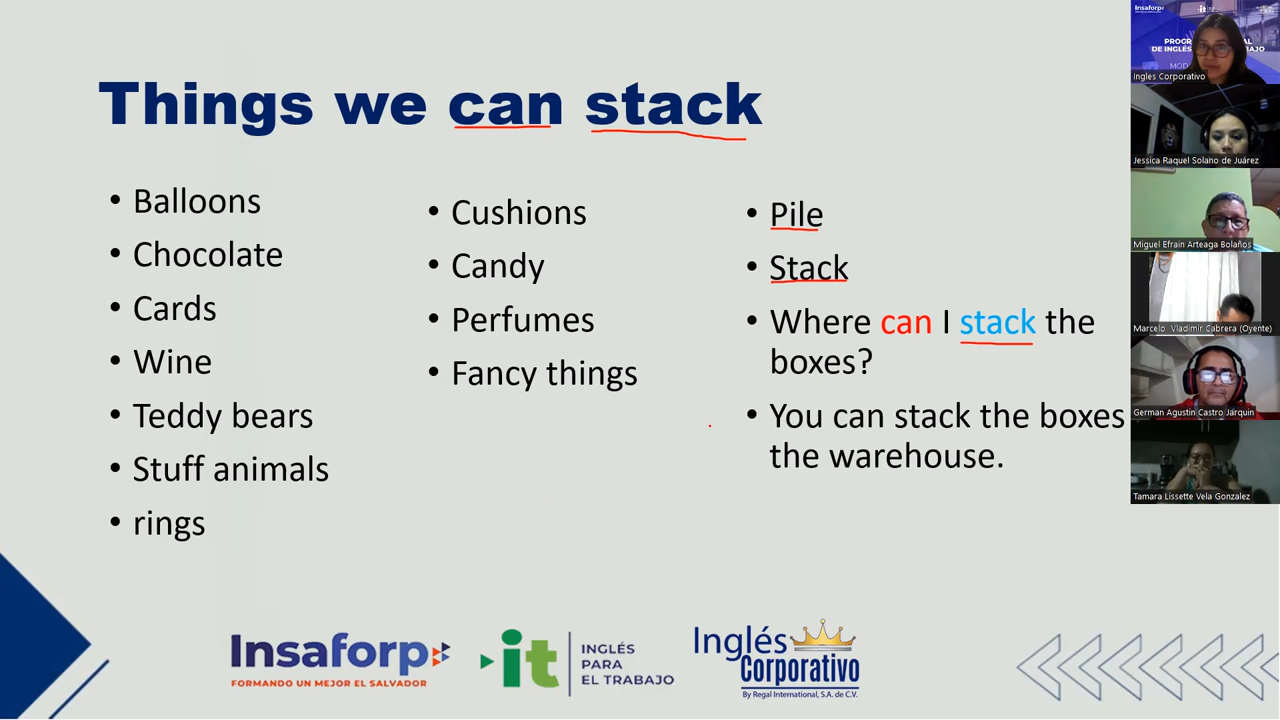 Things we can stack
• Balloons
• Chocolate
• Cards
• Wine
• Teddy bears
• Stuff animals
• rings
• Cushions
• Candy
• Perfumes
• Fancy things
• Pile
• Stack
• Where can I stack the
boxes?
• You can stack the boxes
the warehouse.
Insaforp
FORMANDO UN MEJOR EL SALVADOR
it
INGLÉS
PARA
EL TRABAJO
Inglés
Corporativo
By Regal International, S.A. de C.V.
Insaforp
it
Ingles Corporativo
Jessica Raquel Solano de Juárez
Miguel Efrain Arteaga Bolaños
Marcelo Vladimir Cabrera (Oyente)
German Agustin Castro Jarquin
Tamara Lissette Vela Gonzalez